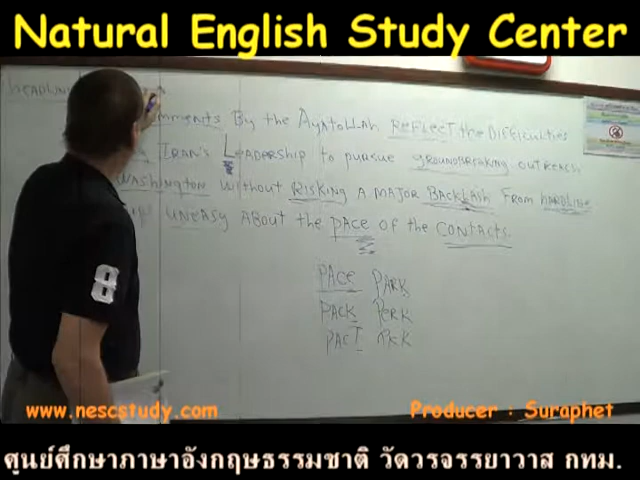 Natural English Study Center
HEADLINE
Comments By the AyAtollAh REFLECT the DIFFICULTIES
IRAN'S LeADeRSHIP to puRsue gROUNDBReAKINg OUTREACH
WASHINGTON WITHOUT RISKINg A MAJOR BACKLASH FROM HARDLINE
UNEASY ABOUT the pACe OF the CONTACTS.
PACe PARK
PACK PeRK
PACT
www.nescstudy.com
Producer : Suraphet
ศูนย์ศึกษาภาษาอังกฤษธรรมชาติ วัดวรจรรยาวาส กทม.